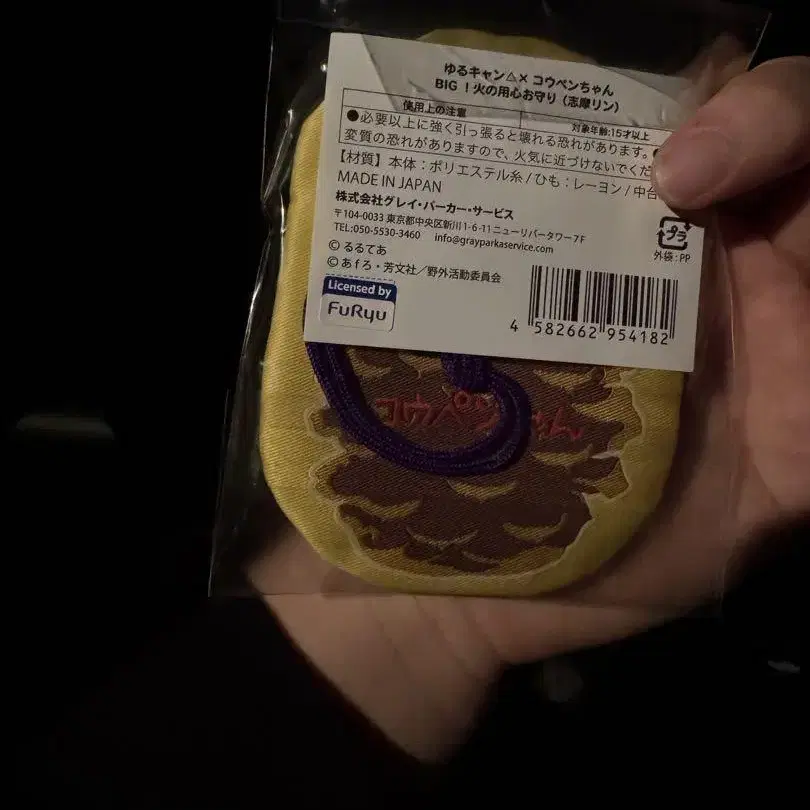 ゆるキャン△×コウペンちゃん
BIG!火の用心お守り(志摩リン)
使用上の注意
対象年齢:15才以上
●必要以上に強く引っ張ると壊れる恐れがあります。
変質の恐れがありますので、火気に近づけないでくだ
【材質】本体:ポリエステル糸/ひも:レーヨン/中台
MADE IN JAPAN
株式会社グレイ・パーカー・サービス
〒104-0033 東京都中央区新川1-6-11ニューリバータワー7F
TEL:050-5530-3460 info@grayparkaservice.com
プラ
外袋:PP
©るるてあ
©あfろ・芳文社/野外活動委員会
Licensed by
FuRyu
4 582662 954182
コウペンちゃん